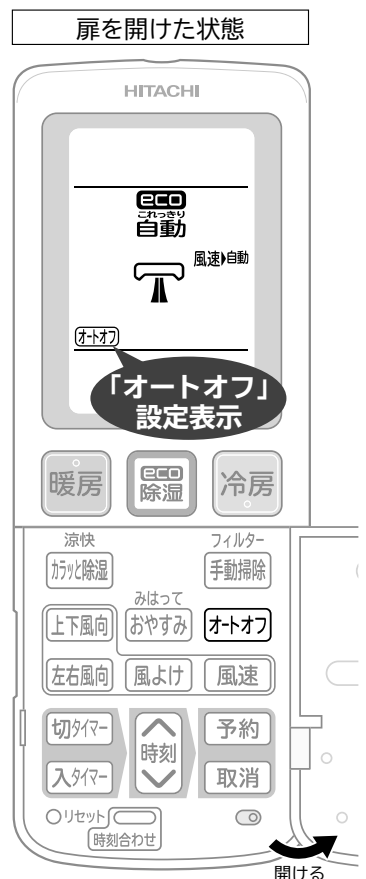 扉を開けた状態
HITACHI
eco
これっきり
自動
風速▶自動
オートオフ
「オートオフ」
設定表示
暖房
eco
除湿
冷房
涼快
フィルター
カラッと除湿
手動掃除
みはって
上下風向
おやすみ
オートオフ
左右風向
風よけ
風速
切タイマー
時刻
予約
入タイマー
取消
リセット
時刻合わせ
開ける